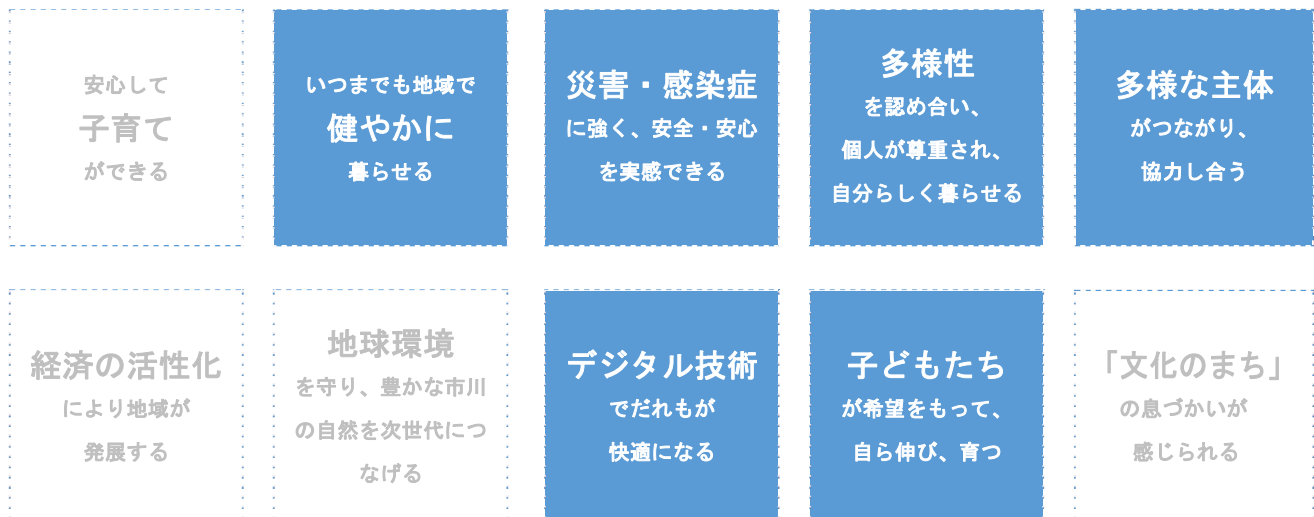 安心して
子育て
ができる
いつまでも地域で
健やかに
暮らせる
災害・感染症
に強く、安全・安心
を実感できる
多様性
を認め合い、
個人が尊重され、
自分らしく暮らせる
多様な主体
がつながり、
協力し合う
経済の活性化
により地域が
発展する
地球環境
を守り、豊かな市川
の自然を次世代につ
なげる
デジタル技術
でだれもが
快適になる
子どもたち
が希望をもって、
自ら伸び、育つ
「文化のまち」
の息づかいが
感じられる